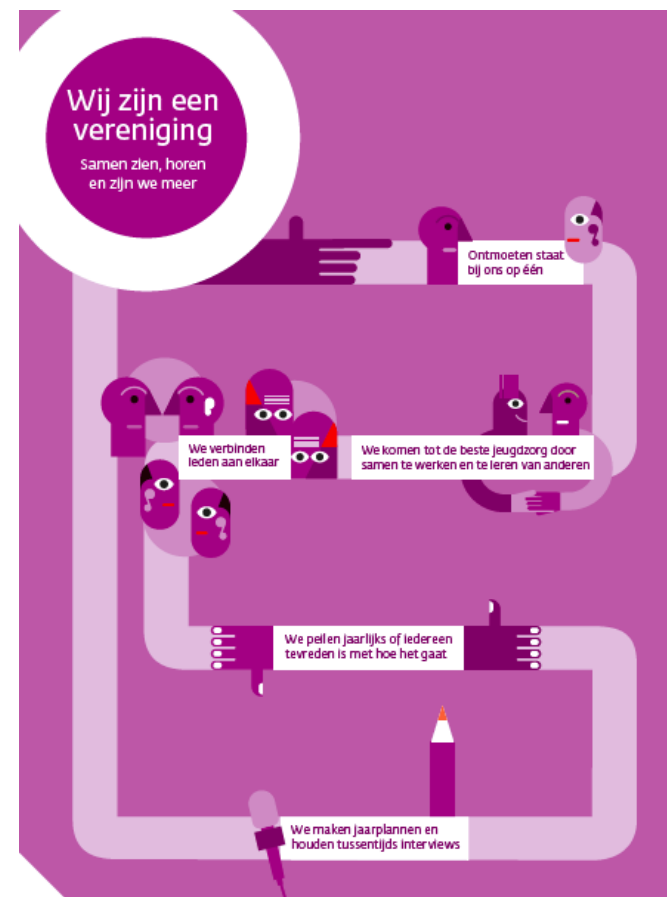 Wij zijn een
vereniging
Samen zien, horen
en zijn we meer
Ontmoeten staat
bij ons op één
We verbinden
leden aan elkaar
We komen tot de beste jeugdzorg door
samen te werken en te leren van anderen
We peilen jaarlijks of iedereen
tevreden is met hoe het gaat
We maken jaarplannen en
houden tussentijds interviews